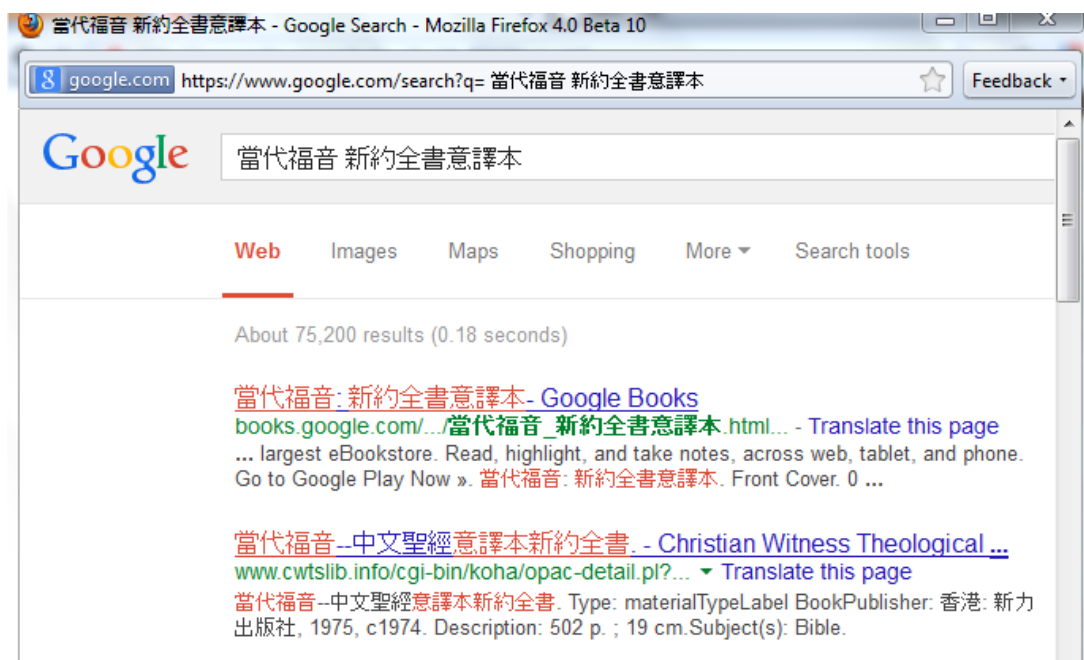 當代福音 新約全書意譯本 - Google Search - Mozilla Firefox 4.0 Beta 10
google.com https://www.google.com/search?q= 當代福音 新約全書意譯本
Feedback
Google 當代福音 新約全書意譯本
Web Images Maps Shopping More Search tools
About 75,200 results (0.18 seconds)
當代福音: 新約全書意譯本- Google Books
books.google.com/.../當代福音_新約全書意譯本.html... - Translate this page
... largest eBookstore. Read, highlight, and take notes, across web, tablet, and phone.
Go to Google Play Now ». 當代福音: 新約全書意譯本. Front Cover. 0 ...
當代福音--中文聖經意譯本新約全書. - Christian Witness Theological ...
www.cwtslib.info/cgi-bin/koha/opac-detail.pl?... Translate this page
當代福音--中文聖經意譯本新約全書. Type: materialTypeLabel BookPublisher: 香港: 新力
出版社, 1975, c1974. Description: 502 p. ; 19 cm.Subject(s): Bible.